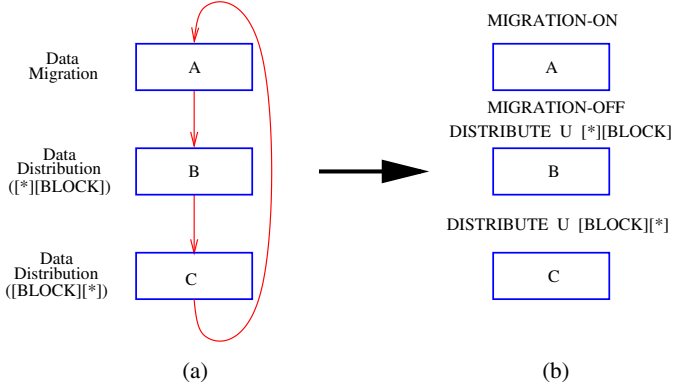 Data
Migration
A
Data
Distribution
([*][BLOCK])
B
Data
Distribution
([BLOCK][*])
C
(a)
MIGRATION-ON
A
MIGRATION-OFF
DISTRIBUTE U [*][BLOCK]
B
DISTRIBUTE U [BLOCK][*]
C
(b)